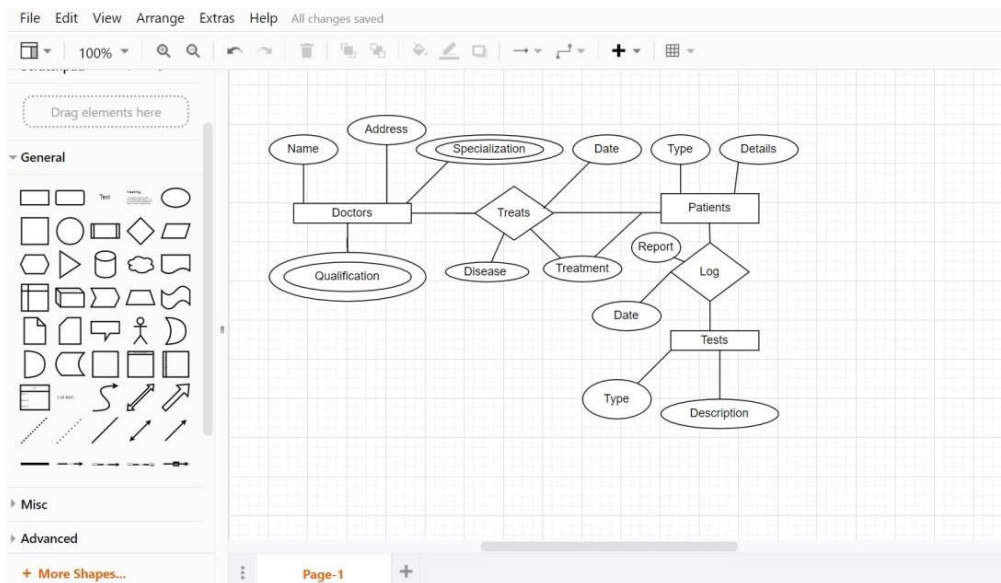 File Edit View Arrange Extras Help All changes saved
100%
Drag elements here
General
Text
Misc
Advanced
+ More Shapes...
Name
Address
Specialization
Date
Type
Details
Doctors
Treats
Patients
Qualification
Disease
Treatment
Report
Log
Date
Tests
Type
Description
Page-1